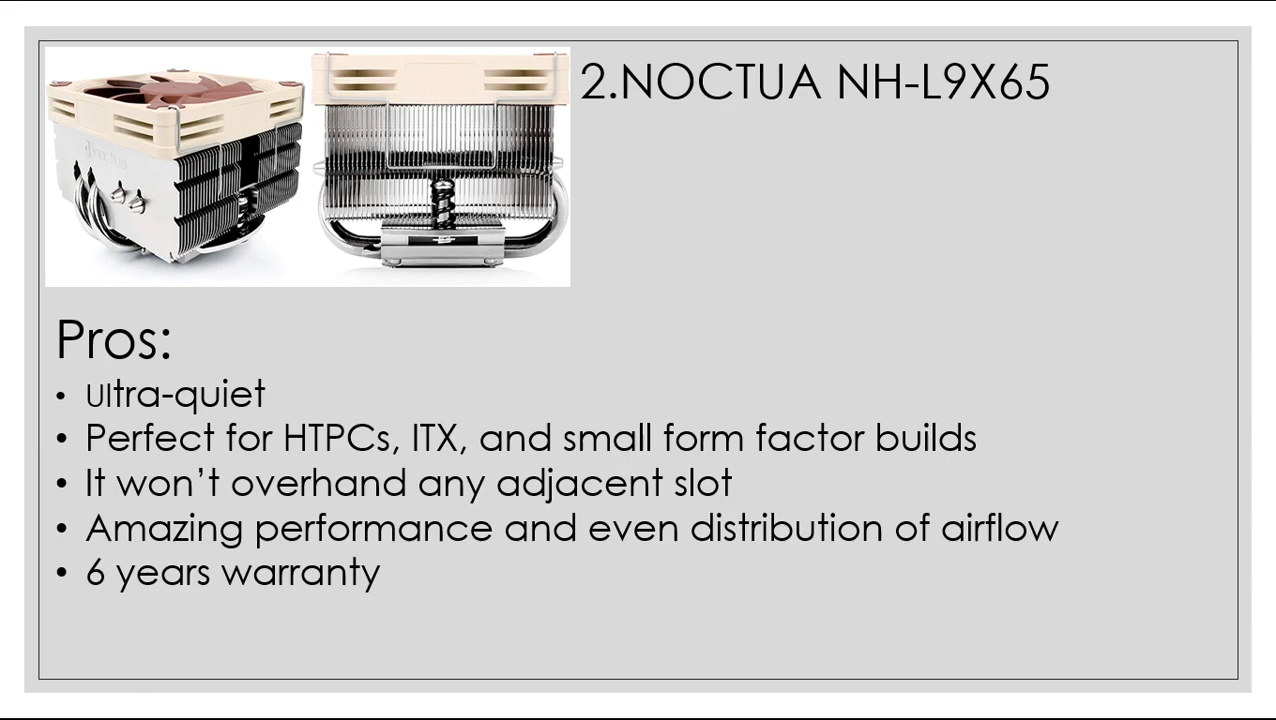 2.NOCTUA NH-L9X65
Pros:
• Ultra-quiet
• Perfect for HTPCs, ITX, and small form factor builds
• It won’t overhand any adjacent slot
• Amazing performance and even distribution of airflow
• 6 years warranty